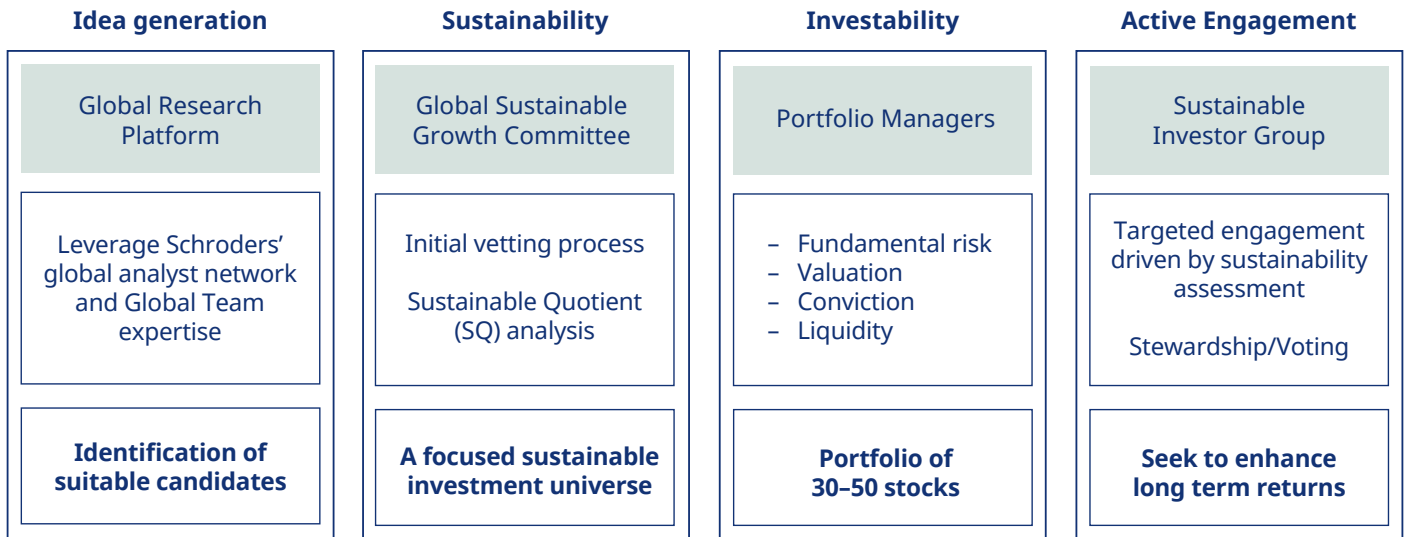 Idea generation
Global Research
Platform
Leverage Schroders’
global analyst network
and Global Team
expertise
Identification of
suitable candidates
Sustainability
Global Sustainable
Growth Committee
Initial vetting process
Sustainable Quotient
(SQ) analysis
A focused sustainable
investment universe
Investability
Portfolio Managers
– Fundamental risk
– Valuation
– Conviction
– Liquidity
Portfolio of
30–50 stocks
Active Engagement
Sustainable
Investor Group
Targeted engagement
driven by sustainability
assessment
Stewardship/Voting
Seek to enhance
long term returns